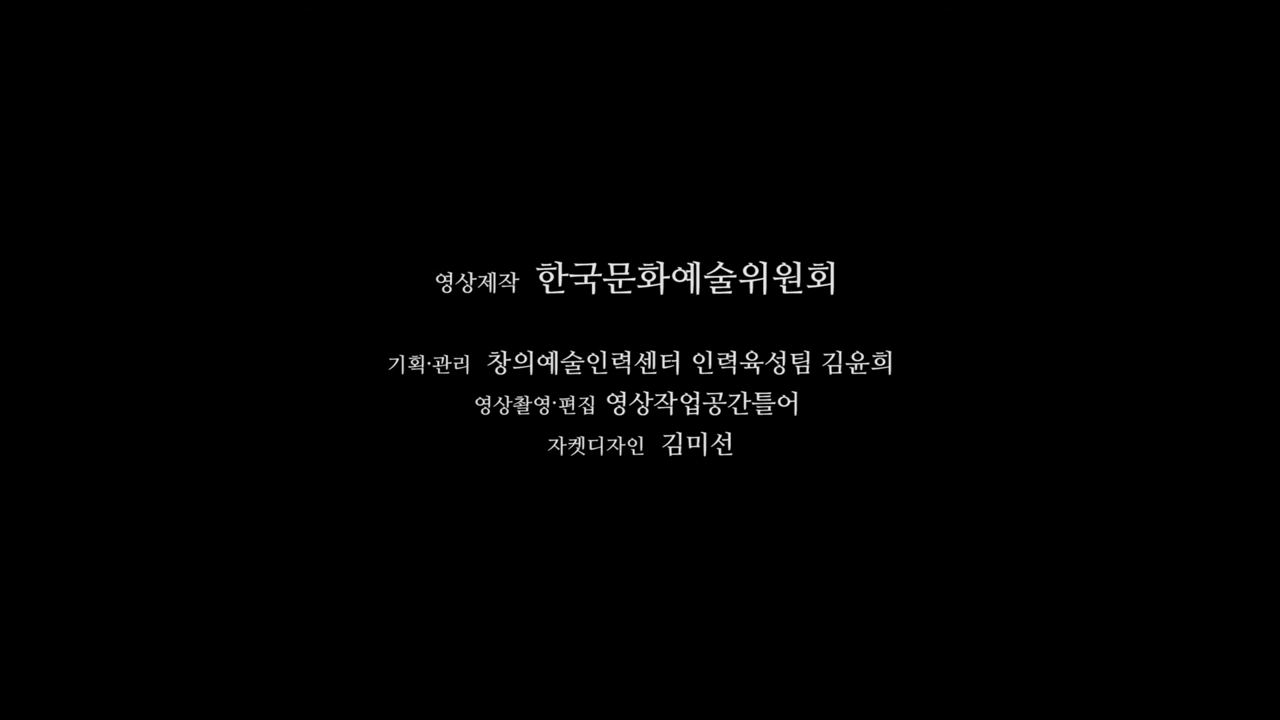 영상제작 한국문화예술위원회
기획·관리 창의예술인력센터 인력육성팀 김윤희
영상촬영·편집 영상작업공간틀어
자켓디자인 김미선